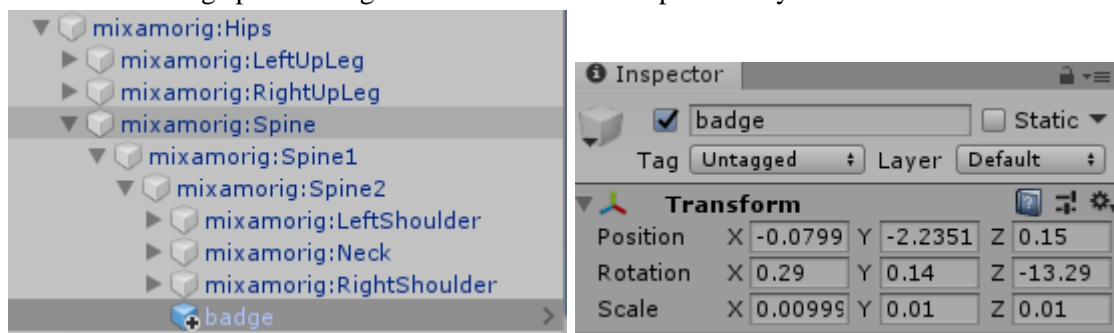 mixamorig:Hips
mixamorig:LeftUpLeg
mixamorig:RightUpLeg
mixamorig:Spine
mixamorig:Spine1
mixamorig:Spine2
mixamorig:LeftShoulder
mixamorig:Neck
mixamorig:RightShoulder
badge
Inspector
badge Static
Tag Untagged Layer Default
Transform
Position X -0.0799 Y -2.2351 Z 0.15
Rotation X 0.29 Y 0.14 Z -13.29
Scale X 0.00999 Y 0.01 Z 0.01